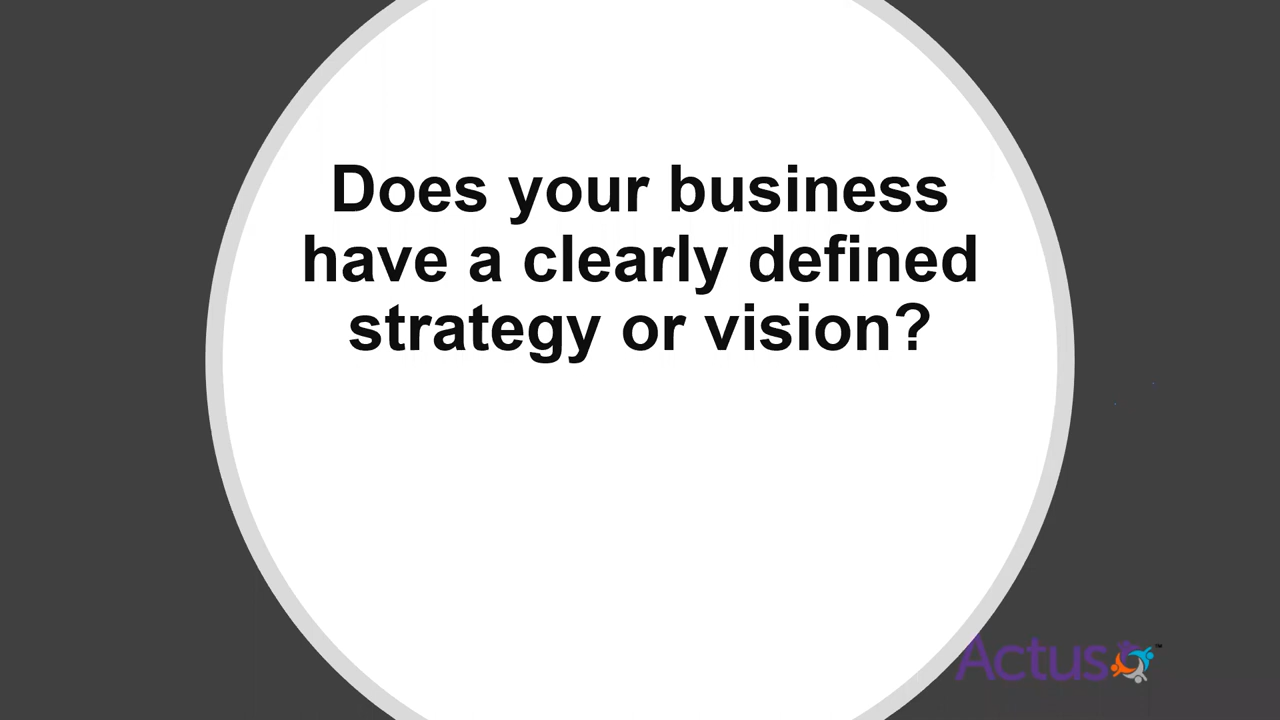 Does your business
have a clearly defined
strategy or vision?
Actus